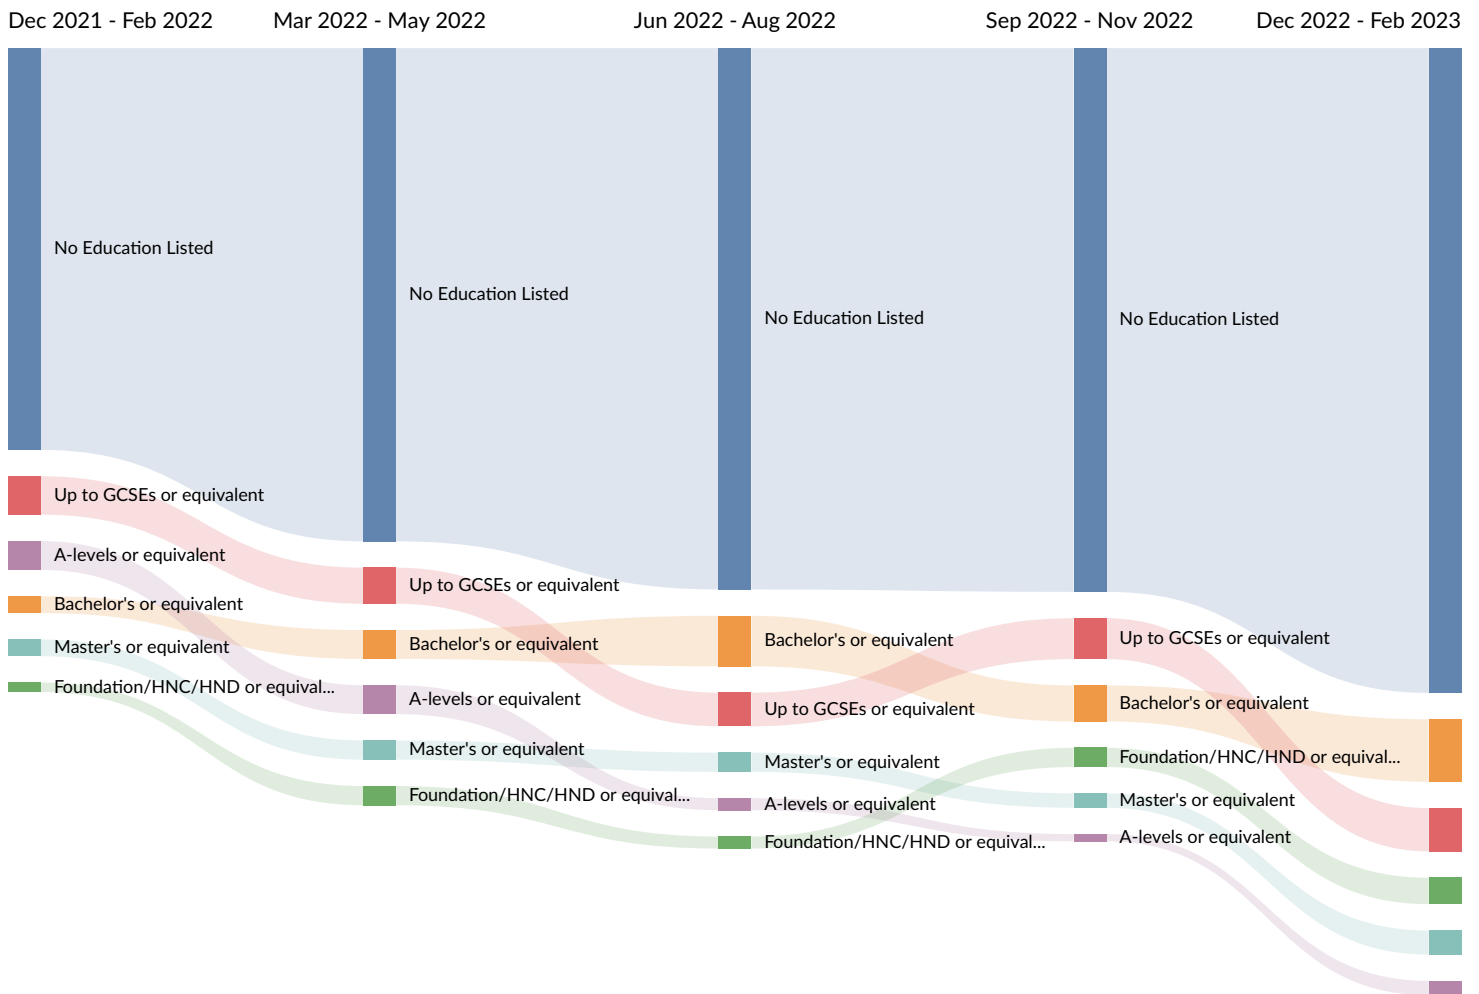 Dec 2021 - Feb 2022
Mar 2022 - May 2022
Jun 2022 - Aug 2022
Sep 2022 - Nov 2022
Dec 2022 - Feb 2023
No Education Listed
Up to GCSEs or equivalent
A-levels or equivalent
Bachelor's or equivalent
Master's or equivalent
Foundation/HNC/HND or equival...
No Education Listed
Up to GCSEs or equivalent
Bachelor's or equivalent
A-levels or equivalent
Master's or equivalent
Foundation/HNC/HND or equival...
No Education Listed
Bachelor's or equivalent
Up to GCSEs or equivalent
Master's or equivalent
A-levels or equivalent
Foundation/HNC/HND or equival...
No Education Listed
Up to GCSEs or equivalent
Bachelor's or equivalent
Foundation/HNC/HND or equival...
Master's or equivalent
A-levels or equivalent